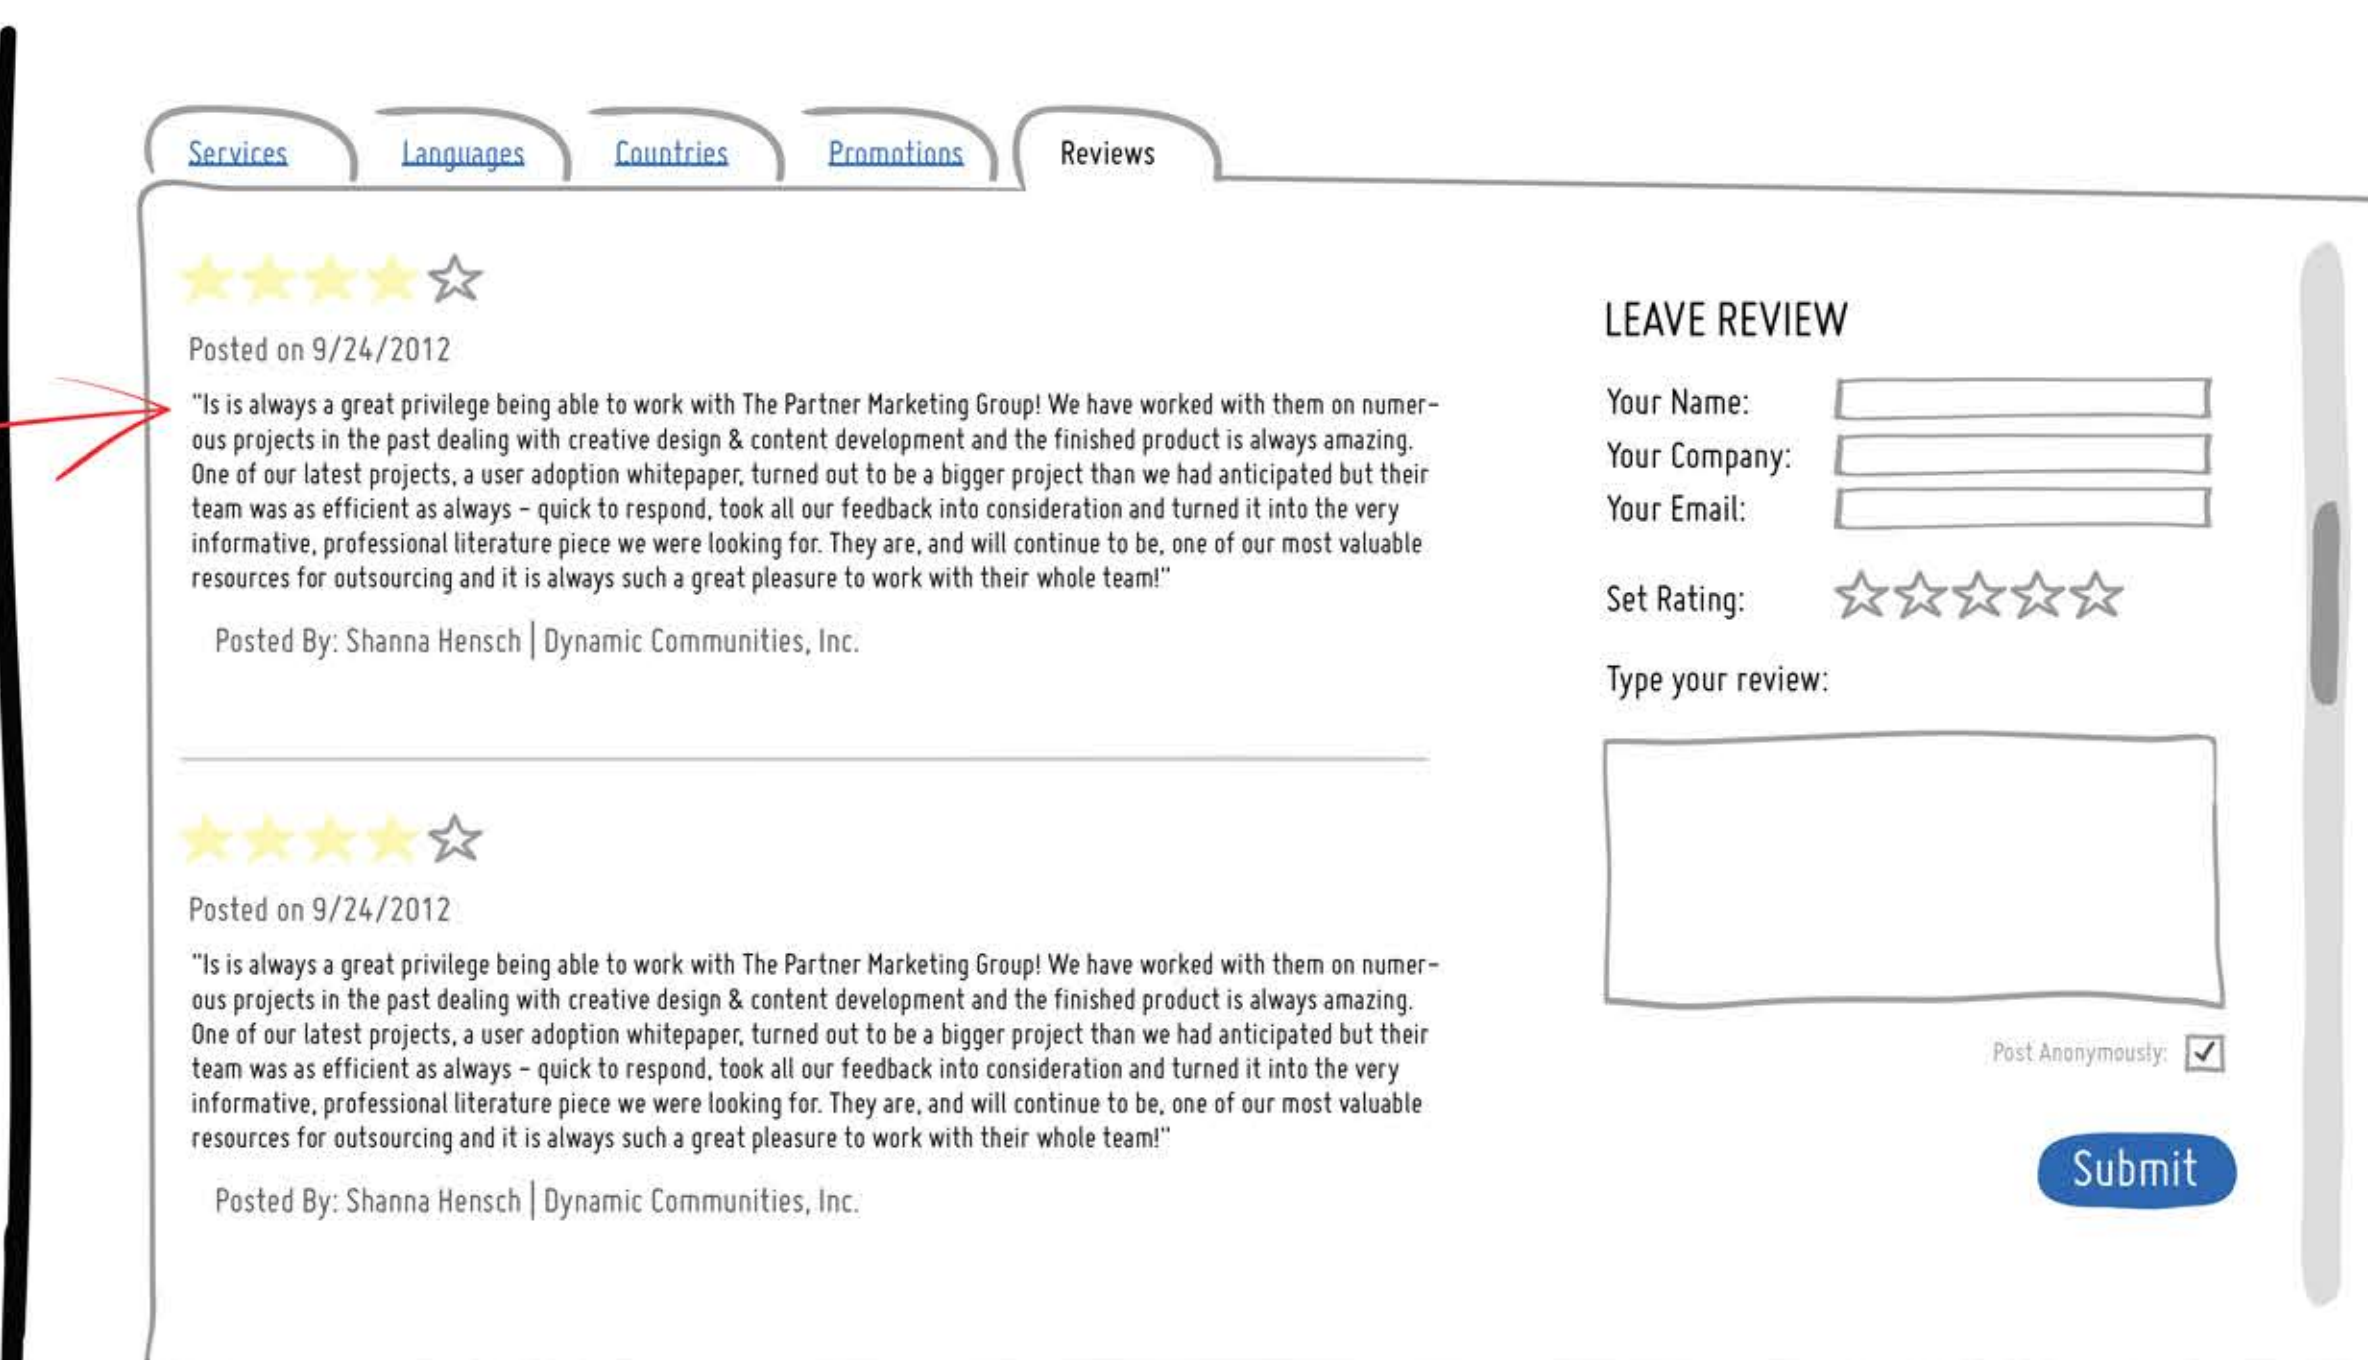 Services Languages Countries Promotions Reviews
Posted on 9/24/2012
"Is is always a great privilege being able to work with The Partner Marketing Group! We have worked with them on numer-
ous projects in the past dealing with creative design & content development and the finished product is always amazing.
One of our latest projects, a user adoption whitepaper, turned out to be a bigger project than we had anticipated but their
team was as efficient as always - quick to respond, took all our feedback into consideration and turned it into the very
informative, professional literature piece we were looking for. They are, and will continue to be, one of our most valuable
resources for outsourcing and it is always such a great pleasure to work with their whole team!"
Posted By: Shanna Hensch | Dynamic Communities, Inc.
Posted on 9/24/2012
"Is is always a great privilege being able to work with The Partner Marketing Group! We have worked with them on numer-
ous projects in the past dealing with creative design & content development and the finished product is always amazing.
One of our latest projects, a user adoption whitepaper, turned out to be a bigger project than we had anticipated but their
team was as efficient as always - quick to respond, took all our feedback into consideration and turned it into the very
informative, professional literature piece we were looking for. They are, and will continue to be, one of our most valuable
resources for outsourcing and it is always such a great pleasure to work with their whole team!"
Posted By: Shanna Hensch | Dynamic Communities, Inc.
LEAVE REVIEW
Your Name:
Your Company:
Your Email:
Set Rating:
Type your review:
Post Anonymously:
Submit